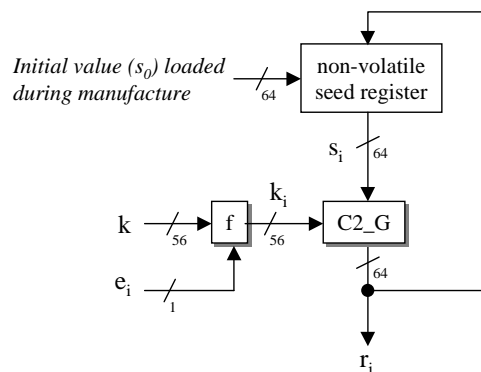 Initial value (s0) loaded
during manufacture
64
non-volatile
seed register
si
64
k
56
f
ki
56
C2_G
ei
1
64
ri